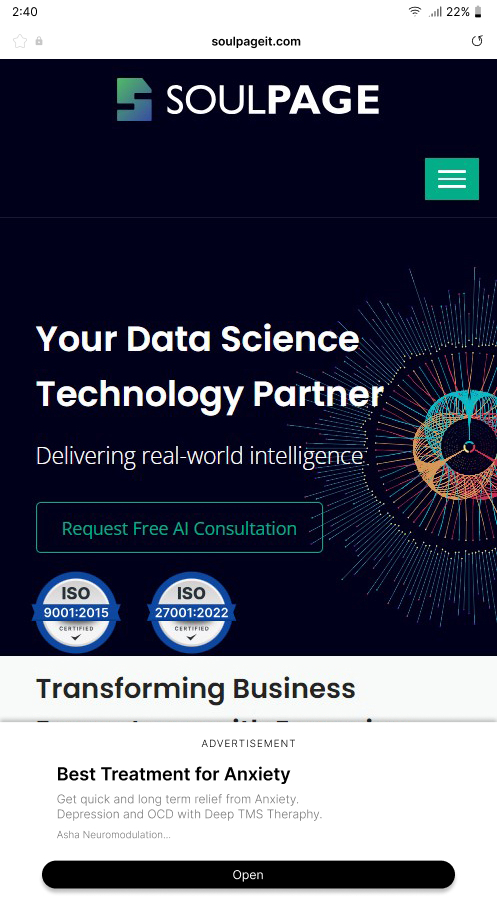 2:40
22%
soulpageit.com
SOULPAGE
Your Data Science
Technology Partner
Delivering real-world intelligence
Request Free AI Consultation
ISO
9001:2015
CERTIFIED
ISO
27001:2022
CERTIFIED
Transforming Business
ADVERTISEMENT
Best Treatment for Anxiety
Get quick and long term relief from Anxiety.
Depression and OCD with Deep TMS Theraphy.
Asha Neuromodulation...
Open